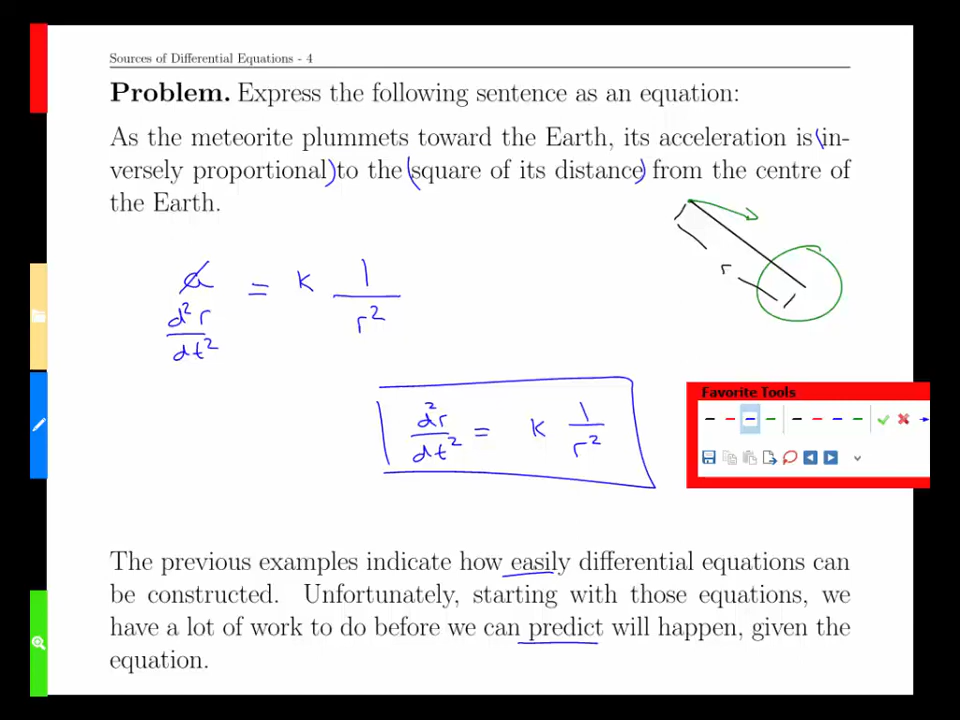 Sources of Differential Equations - 4
Problem. Express the following sentence as an equation:
As the meteorite plummets toward the Earth, its acceleration is in-
versely proportional to the square of its distance from the centre of
the Earth.
r
a = k 1/r²
d²r/dt²
d²r/dt² = k 1/r²
Favorite Tools
The previous examples indicate how easily differential equations can
be constructed. Unfortunately, starting with those equations, we
have a lot of work to do before we can predict will happen, given the
equation.